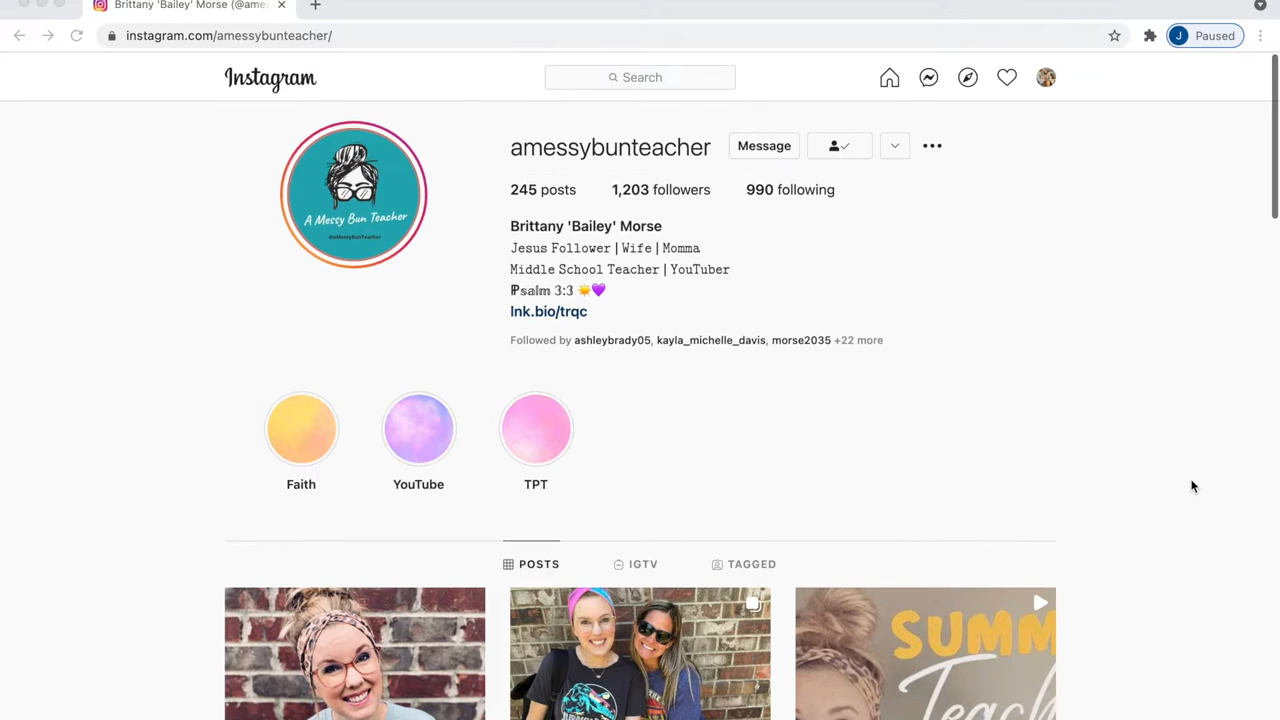 Brittany 'Bailey' Morse (@ame
instagram.com/amessybunteacher/
J Paused
Instagram
Search
amessybunteacher
Message
245 posts 1,203 followers 990 following
A Messy Bun Teacher
@aMessyBunTeacher
Brittany 'Bailey' Morse
Jesus Follower | Wife | Momma
Middle School Teacher | YouTuber
ℙ𝕤𝕒𝕝𝕞 3:3 ☀️💜
lnk.bio/trqc
Followed by ashleybrady05, kayla_michelle_davis, morse2035 +22 more
Faith YouTube TPT
POSTS IGTV TAGGED
SUMM
Teach